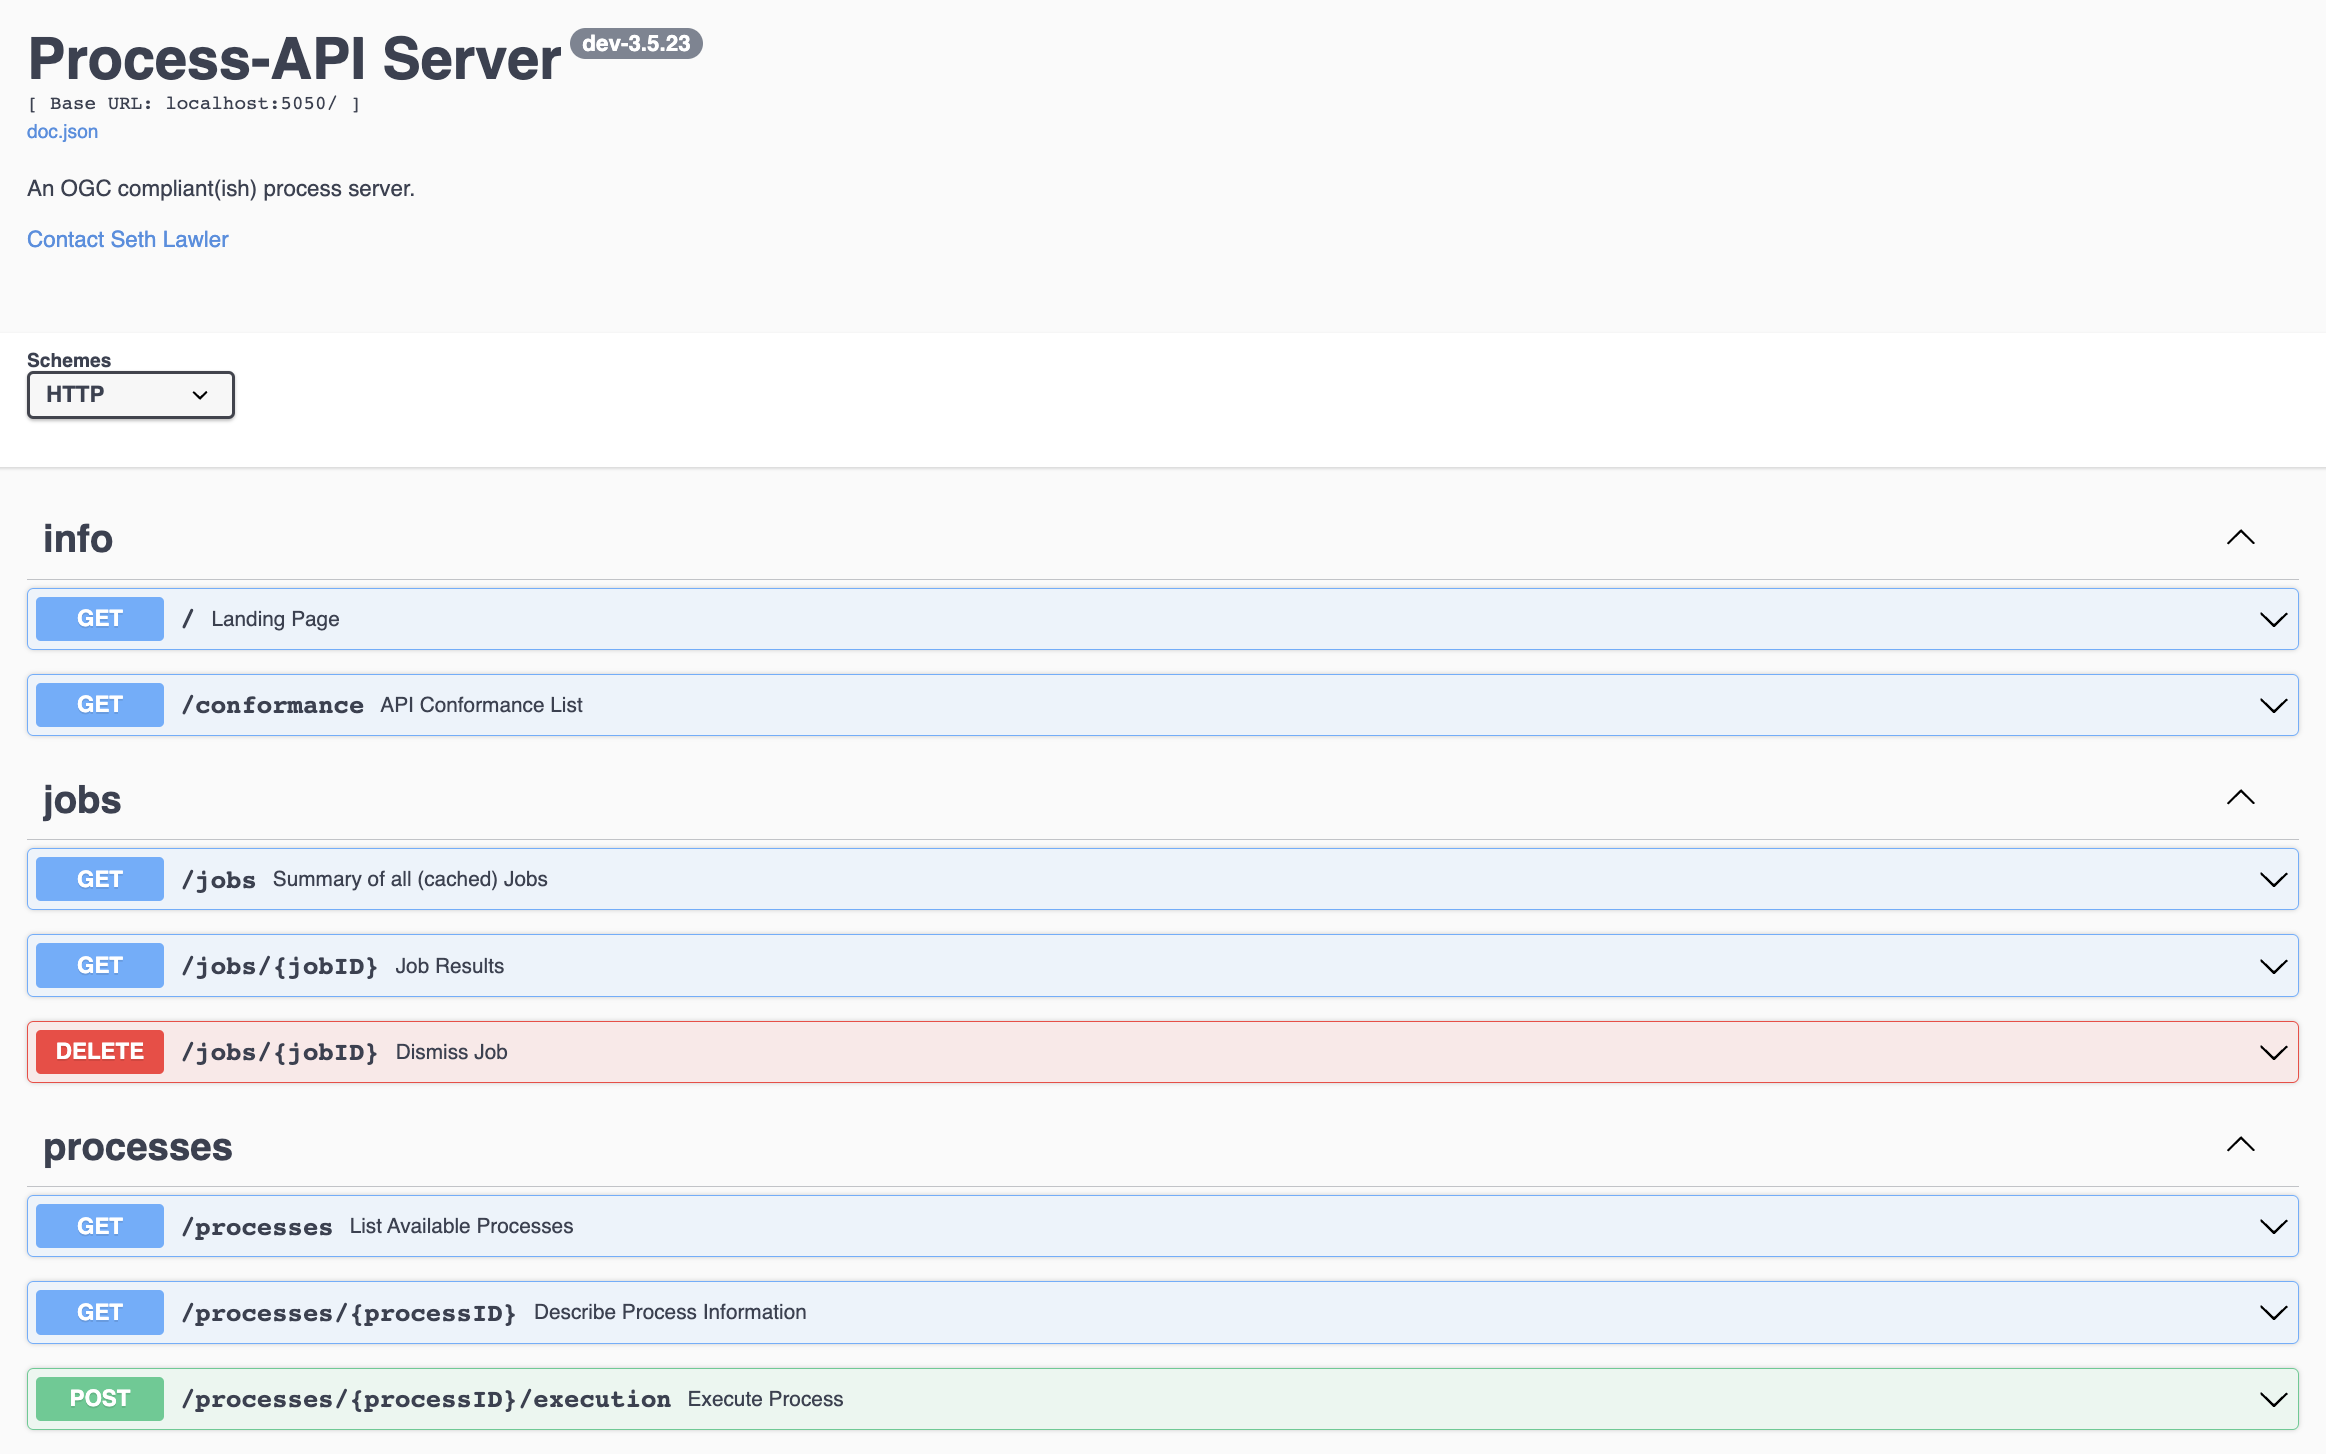 Process-API Server dev-3.5.23
[ Base URL: localhost:5050/ ]
doc.json
An OGC compliant(ish) process server.
Contact Seth Lawler
Schemes
HTTP
info
GET / Landing Page
GET /conformance API Conformance List
jobs
GET /jobs Summary of all (cached) Jobs
GET /jobs/{jobID} Job Results
DELETE /jobs/{jobID} Dismiss Job
processes
GET /processes List Available Processes
GET /processes/{processID} Describe Process Information
POST /processes/{processID}/execution Execute Process